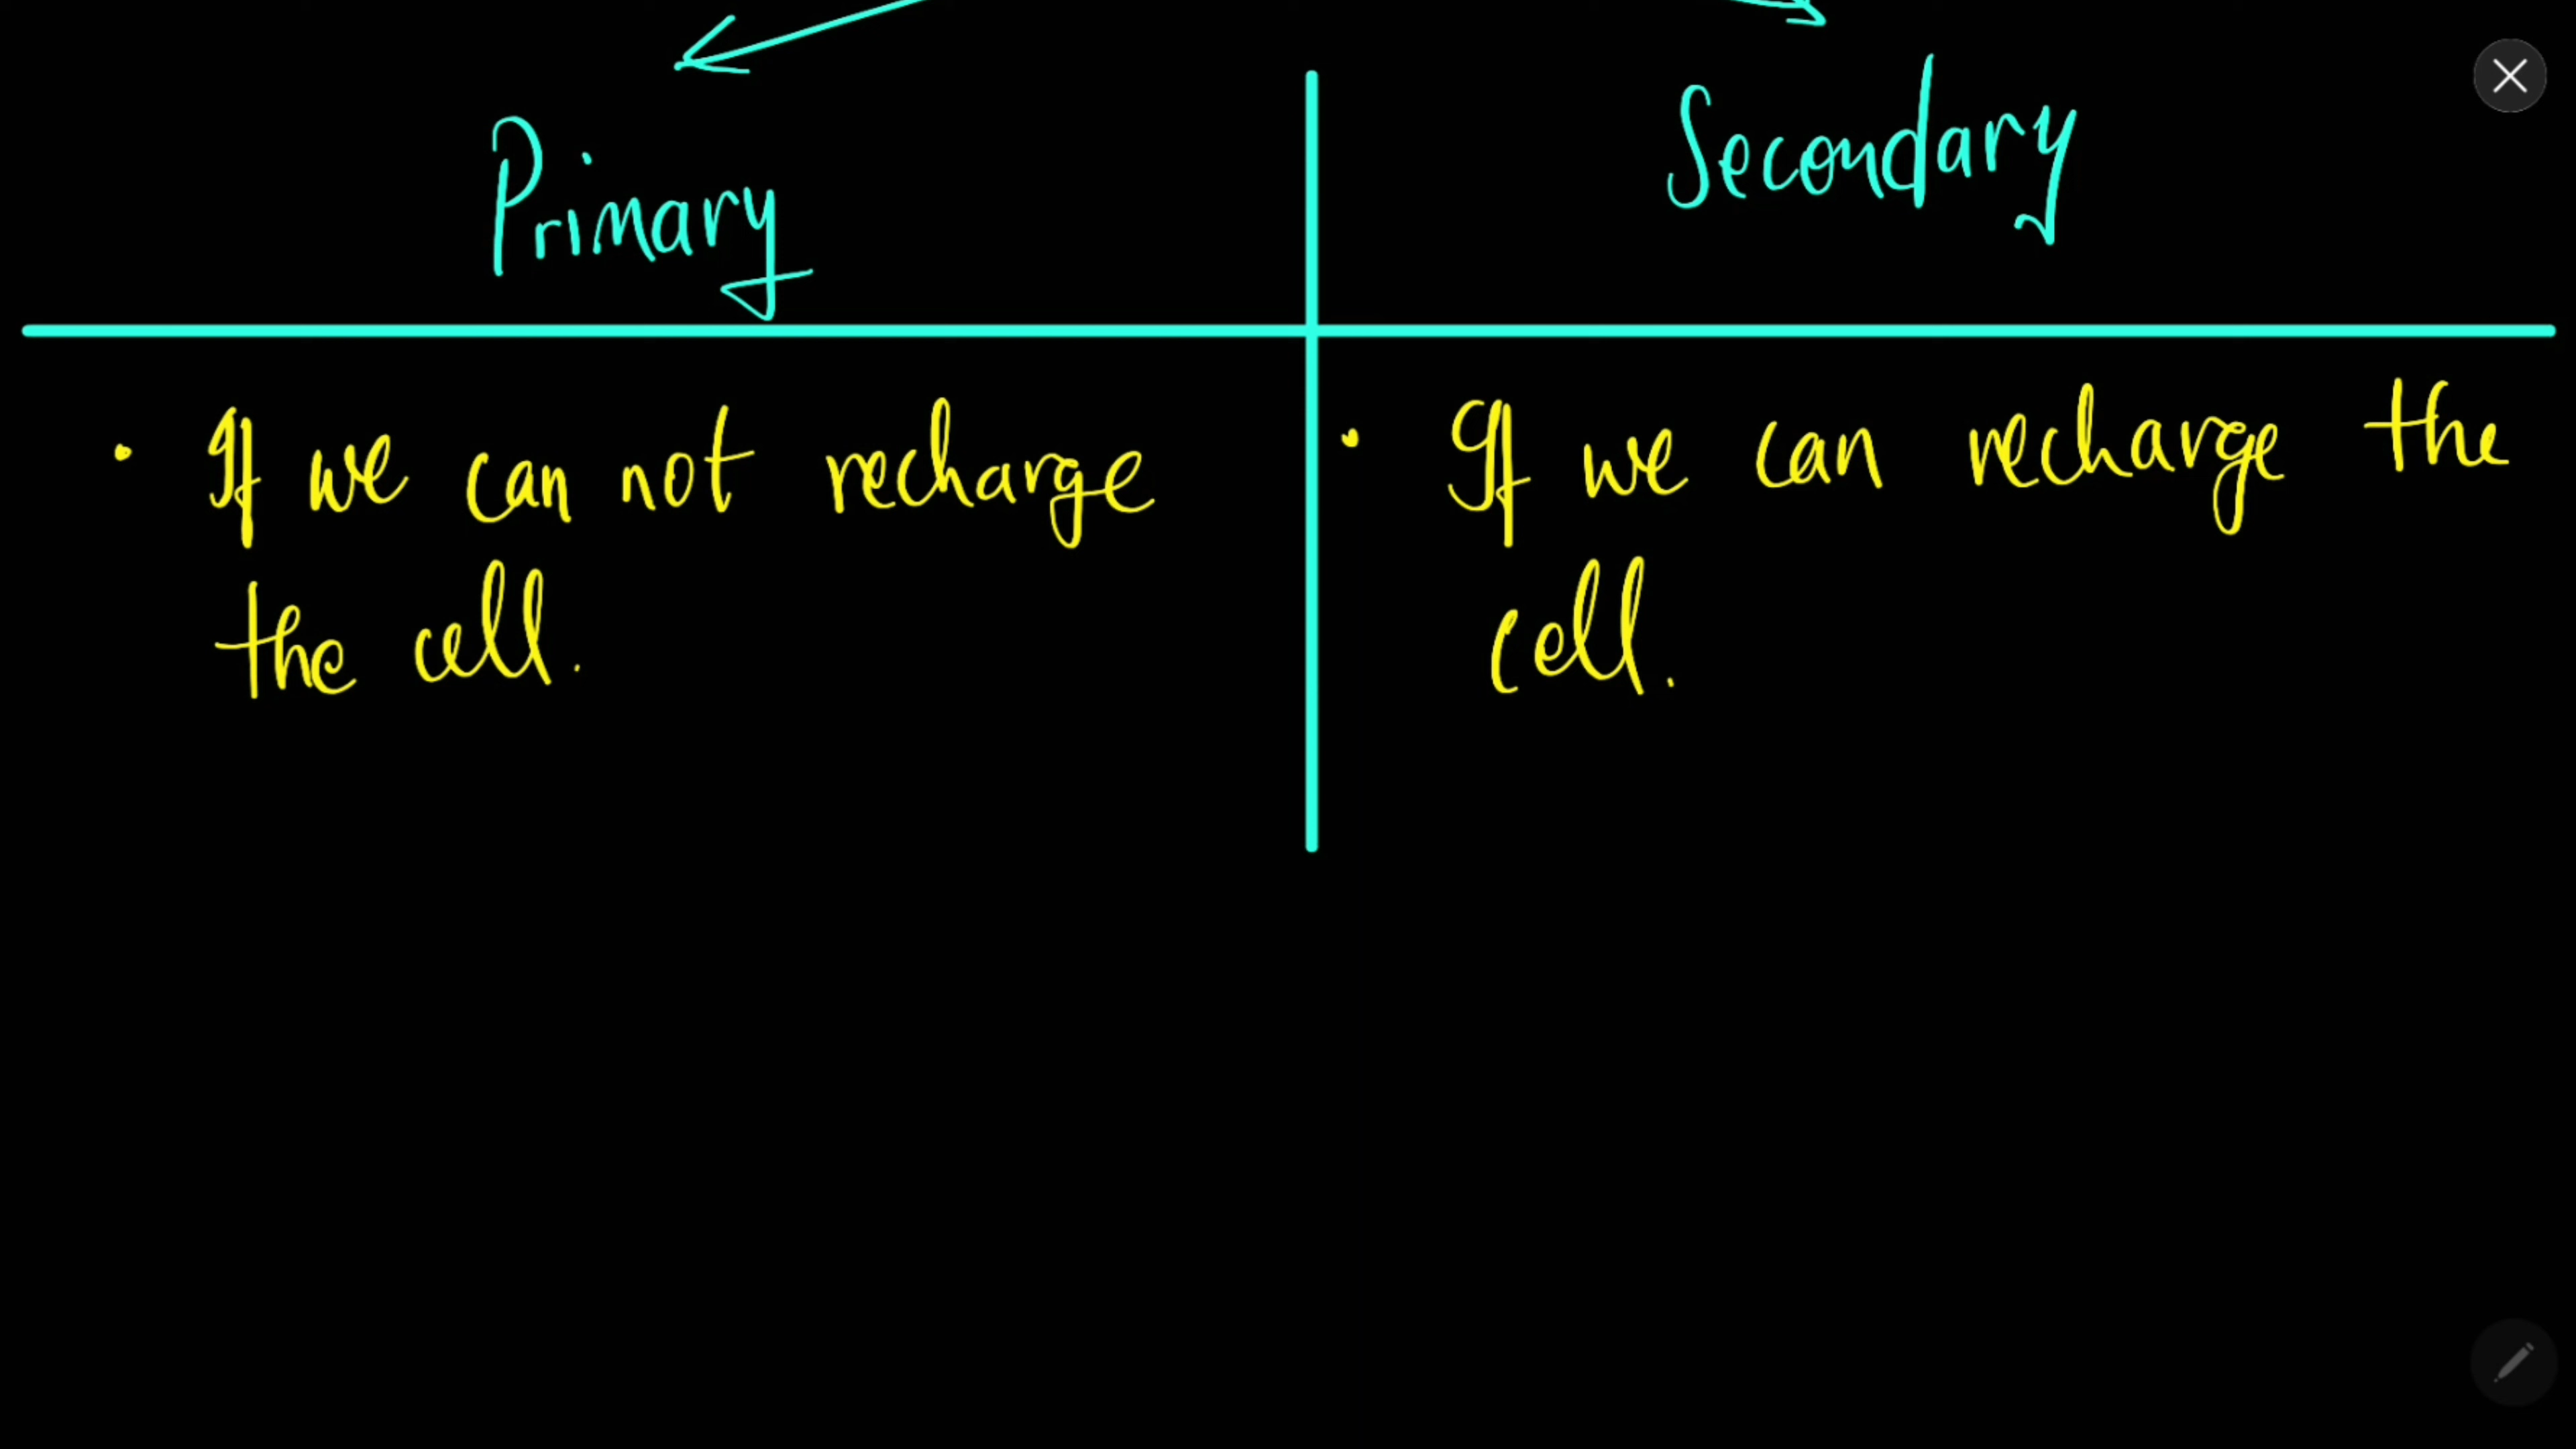 Primary
Secondary
• If we can not recharge
the cell.
• If we can recharge the
cell.